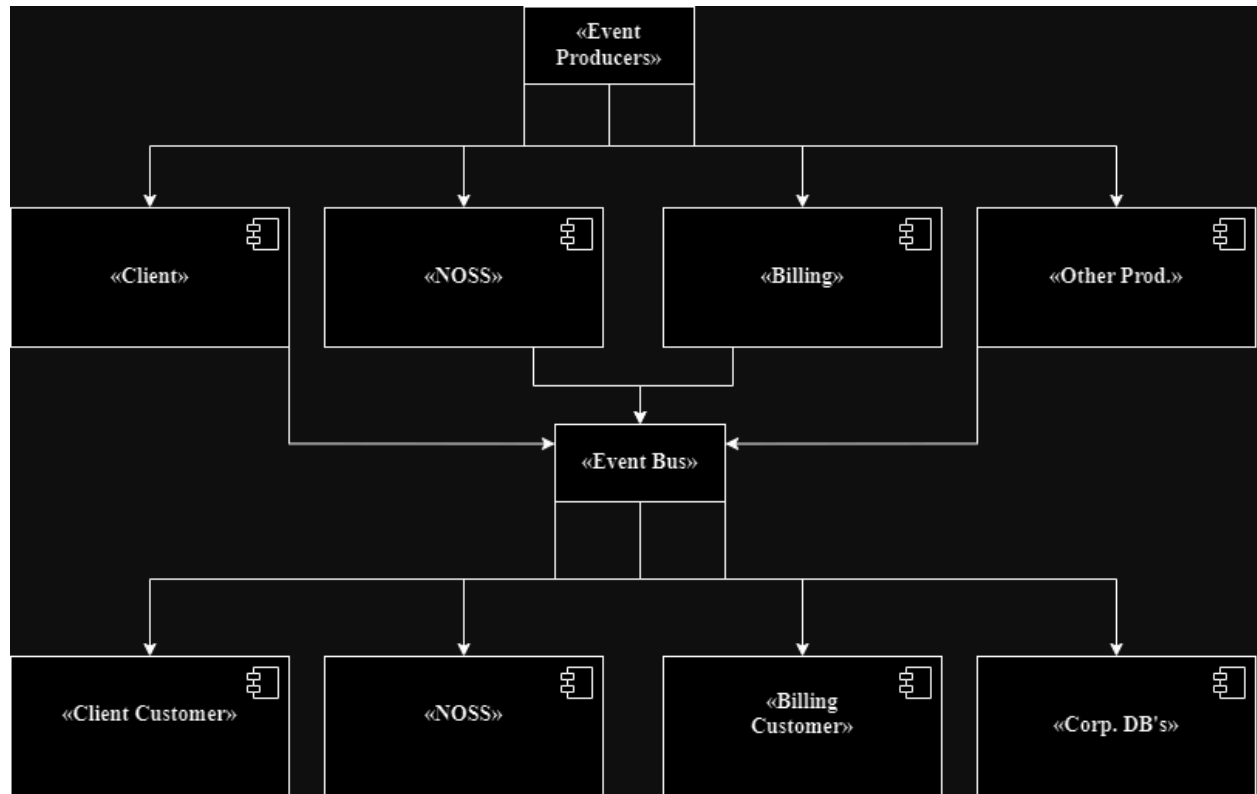 «Event
Producers»
«Client»
«NOSS»
«Billing»
«Other Prod.»
«Event Bus»
«Client Customer»
«NOSS»
«Billing
Customer»
«Corp. DB's»